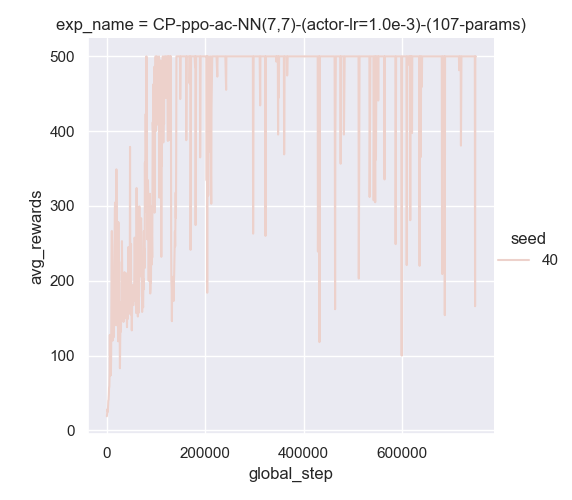 exp_name = CP-ppo-ac-NN(7,7)-(actor-lr=1.0e-3)-(107-params)
500
400
300
200
100
0
avg_rewards
0 200000 400000 600000
global_step
seed
40